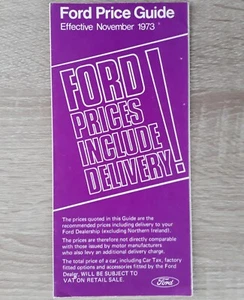 Ford Price Guide
Effective November 1973
FORD
PRICES
INCLUDE
DELIVERY!
The prices quoted in this Guide are the
recommended prices including delivery to your
Ford Dealership (excluding Northern Ireland).
The prices are therefore not directly comparable
with those issued by motor manufacturers
who also levy an additional delivery charge.
The total price of a car, including Car Tax, factory
fitted options and accessories fitted by the Ford
Dealer, WILL BE SUBJECT TO
VAT ON RETAIL SALE.
Ford